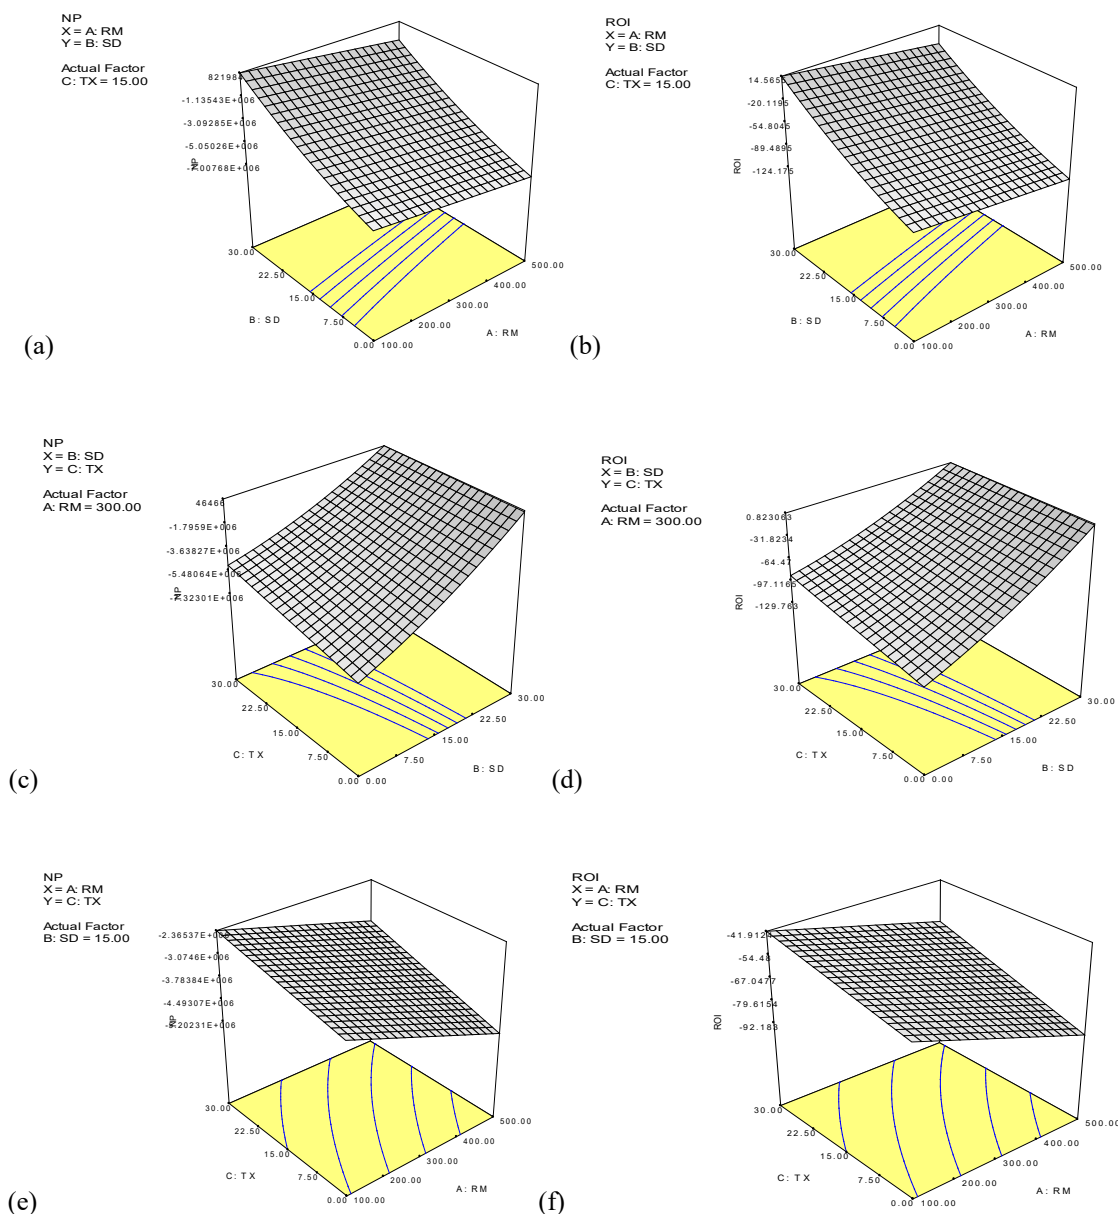 NP
X = A: RM
Y = B: SD
Actual Factor
C: TX = 15.00
-1.13543E+006
-3.09285E+006
-5.05026E+006
NP
30.00
22.50
15.00
7.50
0.00
B: SD
100.00
200.00
300.00
400.00
500.00
A: RM
(a)
ROI
X = A: RM
Y = B: SD
Actual Factor
C: TX = 15.00
-20.1195
-54.8045
-89.4895
-124.175
ROI
30.00
22.50
15.00
7.50
0.00
B: SD
100.00
200.00
300.00
400.00
500.00
A: RM
(b)
NP
X = B: SD
Y = C: TX
Actual Factor
A: RM = 300.00
46466
-1.7959E+006
-3.63827E+006
-5.48064E+006
NP
30.00
22.50
15.00
7.50
0.00
C: TX
0.00
7.50
15.00
22.50
30.00
B: SD
(c)
ROI
X = B: SD
Y = C: TX
Actual Factor
A: RM = 300.00
0.823063
-31.8234
-64.47
-97.1165
-129.763
ROI
30.00
22.50
15.00
7.50
0.00
C: TX
0.00
7.50
15.00
22.50
30.00
B: SD
(d)
NP
X = A: RM
Y = C: TX
Actual Factor
B: SD = 15.00
-2.36537E+006
-3.0746E+006
-3.78384E+006
-4.49307E+006
NP
30.00
22.50
15.00
7.50
0.00
C: TX
100.00
200.00
300.00
400.00
500.00
A: RM
(e)
ROI
X = A: RM
Y = C: TX
Actual Factor
B: SD = 15.00
-54.48
-67.0477
-79.6154
-92.183
ROI
30.00
22.50
15.00
7.50
0.00
C: TX
100.00
200.00
300.00
400.00
500.00
A: RM
(f)